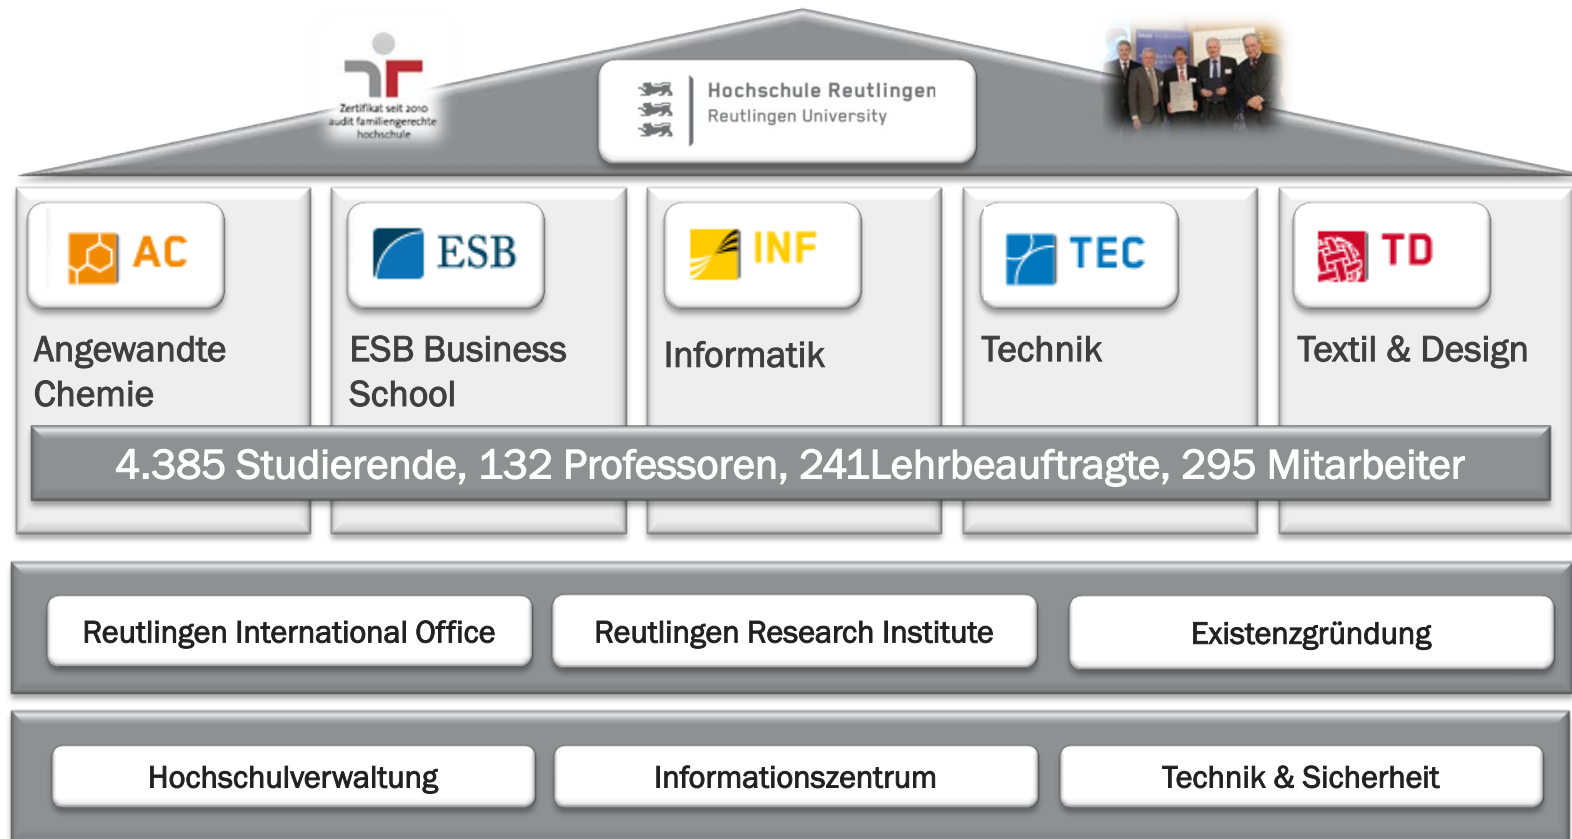 Zertifikat seit 2010
audit familiengerechte
hochschule
Hochschule Reutlingen
Reutlingen University
AC
ESB
INF
TEC
TD
Angewandte
Chemie
ESB Business
School
Informatik
Technik
Textil & Design
4.385 Studierende, 132 Professoren, 241Lehrbeauftragte, 295 Mitarbeiter
Reutlingen International Office
Reutlingen Research Institute
Existenzgründung
Hochschulverwaltung
Informationszentrum
Technik & Sicherheit